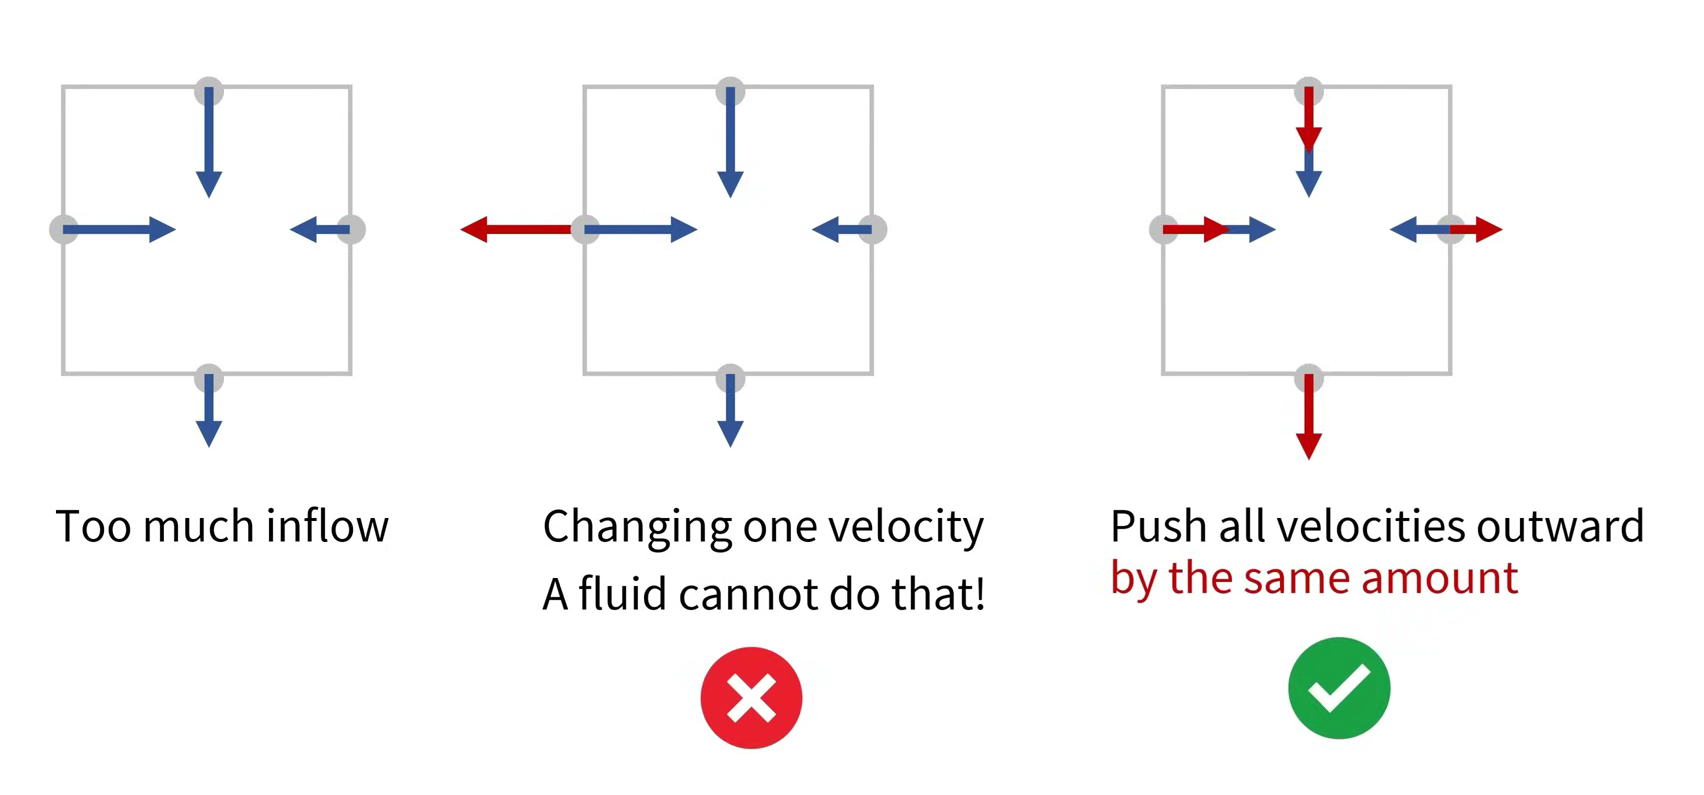 Too much inflow
Changing one velocity
A fluid cannot do that!
Push all velocities outward
by the same amount